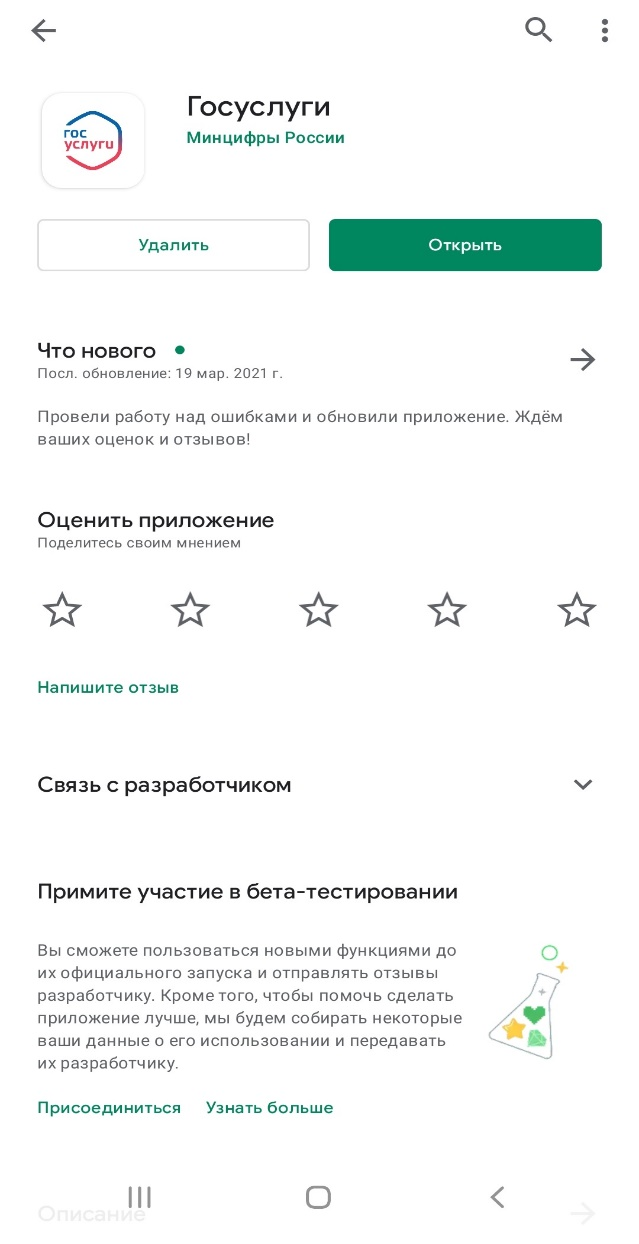 Госуслуги
гос
услуги
Минцифры России
Удалить
Открыть
Что нового
Посл. обновление: 19 мар. 2021 г.
Провели работу над ошибками и обновили приложение. Ждём
ваших оценок и отзывов!
Оценить приложение
Поделитесь своим мнением
Напишите отзыв
Связь с разработчиком
Примите участие в бета-тестировании
Вы сможете пользоваться новыми функциями до
их официального запуска и отправлять отзывы
разработчику. Кроме того, чтобы помочь сделать
приложение лучше, мы будем собирать некоторые
ваши данные о его использовании и передавать
их разработчику.
Присоединиться
Узнать больше
Описание